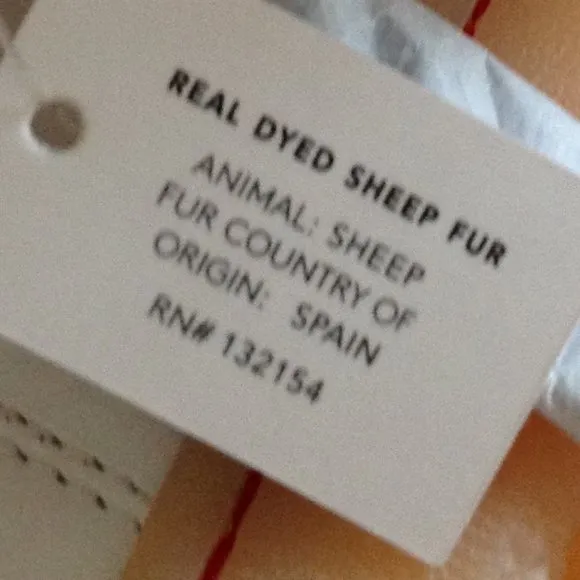 REAL DYED SHEEP FUR
ANIMAL: SHEEP
FUR COUNTRY OF
ORIGIN: SPAIN
RN# 132154